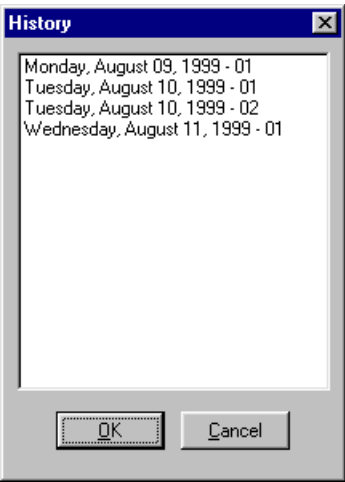 History
Monday, August 09, 1999 - 01
Tuesday, August 10, 1999 - 01
Tuesday, August 10, 1999 - 02
Wednesday, August 11, 1999 - 01
OK
Cancel